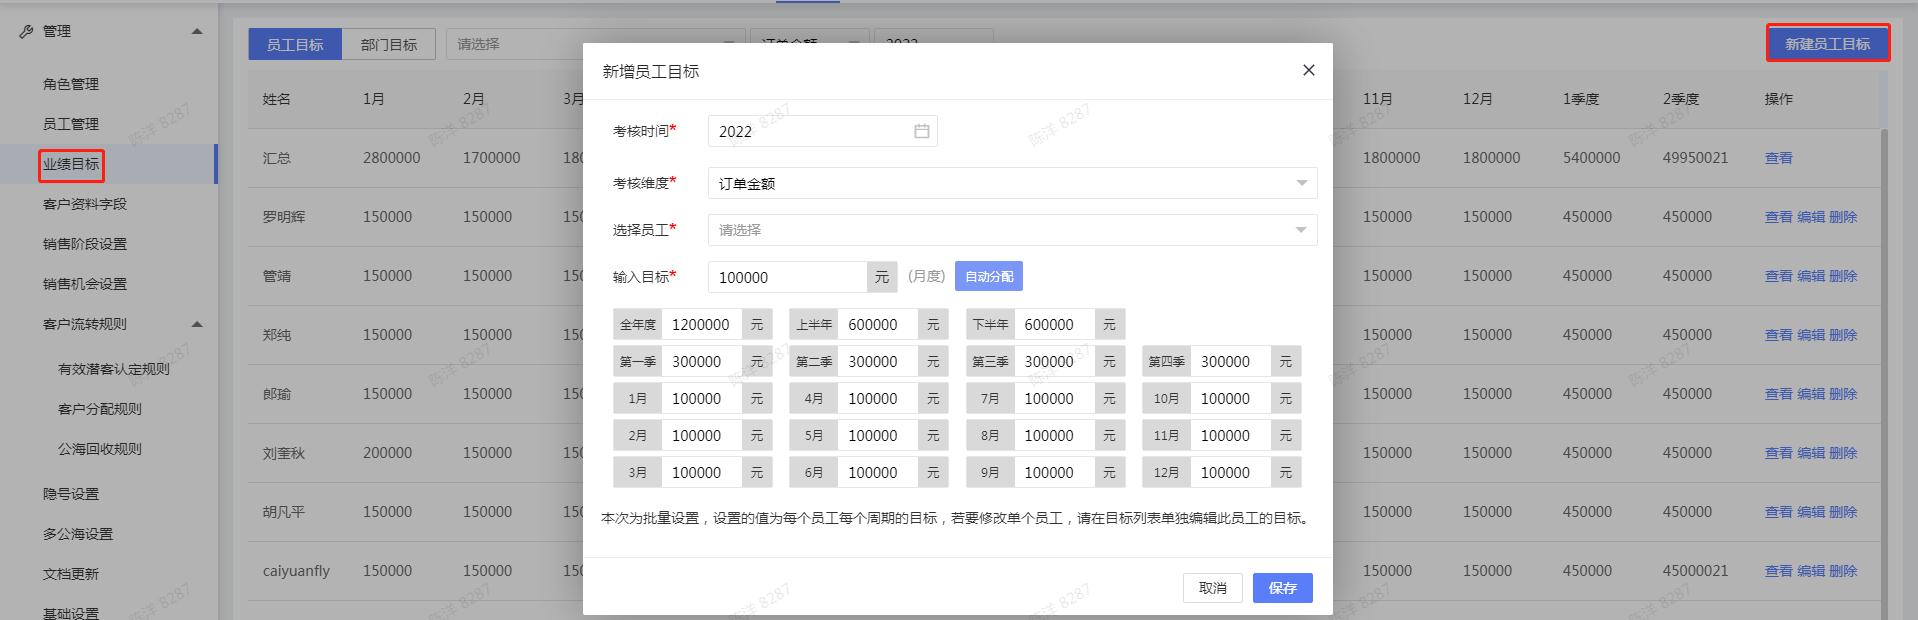 管理
角色管理
员工管理
业绩目标
客户资料字段
销售阶段设置
销售机会设置
客户流转规则
有效潜客认定规则
客户分配规则
公海回收规则
隐号设置
多公海设置
文档更新
基础设置
员工目标 部门目标 请选择 订单金额 2022 新建员工目标
姓名 1月 2月 3月 11月 12月 1季度 2季度 操作
汇总 2800000 1700000 180 1800000 1800000 5400000 49950021 查看
罗明辉 150000 150000 150 150000 150000 450000 450000 查看 编辑 删除
管靖 150000 150000 150 150000 150000 450000 450000 查看 编辑 删除
郑纯 150000 150000 150 150000 150000 450000 450000 查看 编辑 删除
郎瑜 150000 150000 150 150000 150000 450000 450000 查看 编辑 删除
刘奎秋 200000 150000 150 150000 150000 450000 450000 查看 编辑 删除
胡凡平 150000 150000 150 150000 150000 450000 450000 查看 编辑 删除
caiyuanfly 150000 150000 150 150000 150000 450000 45000021 查看 编辑 删除
新增员工目标 ×
考核时间* 2022
考核维度* 订单金额
选择员工* 请选择
输入目标* 100000 元 (月度) 自动分配
全年度 1200000 元 上半年 600000 元 下半年 600000 元
第一季 300000 元 第二季 300000 元 第三季 300000 元 第四季 300000 元
1月 100000 元 4月 100000 元 7月 100000 元 10月 100000 元
2月 100000 元 5月 100000 元 8月 100000 元 11月 100000 元
3月 100000 元 6月 100000 元 9月 100000 元 12月 100000 元
本次为批量设置，设置的值为每个员工每个周期的目标，若要修改单个员工，请在目标列表单独编辑此员工的目标。
取消 保存
陈洋 8287